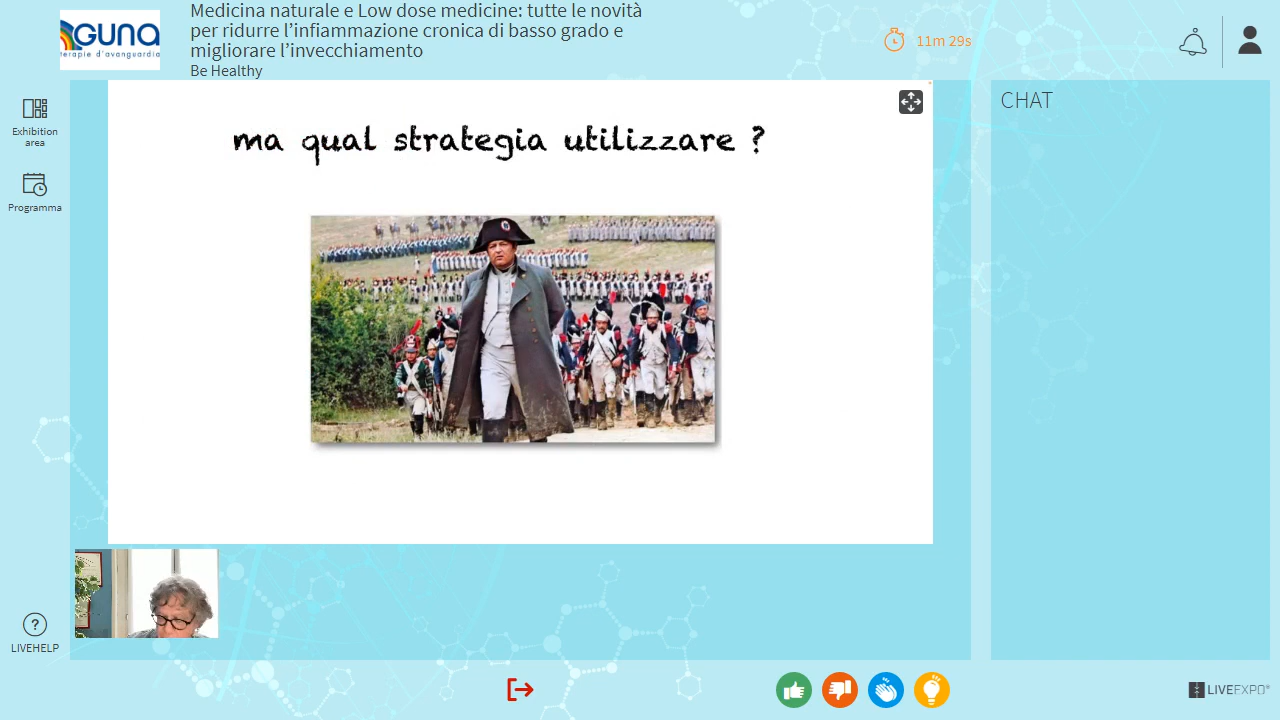 GUNA
terapie d'avanguardia
Medicina naturale e Low dose medicine: tutte le novità
per ridurre l’infiammazione cronica di basso grado e
migliorare l’invecchiamento
Be Healthy
11m 29s
Exhibition
area
Programma
CHAT
ma qual strategia utilizzare ?
?
LIVEHELP
LIVEEXPO